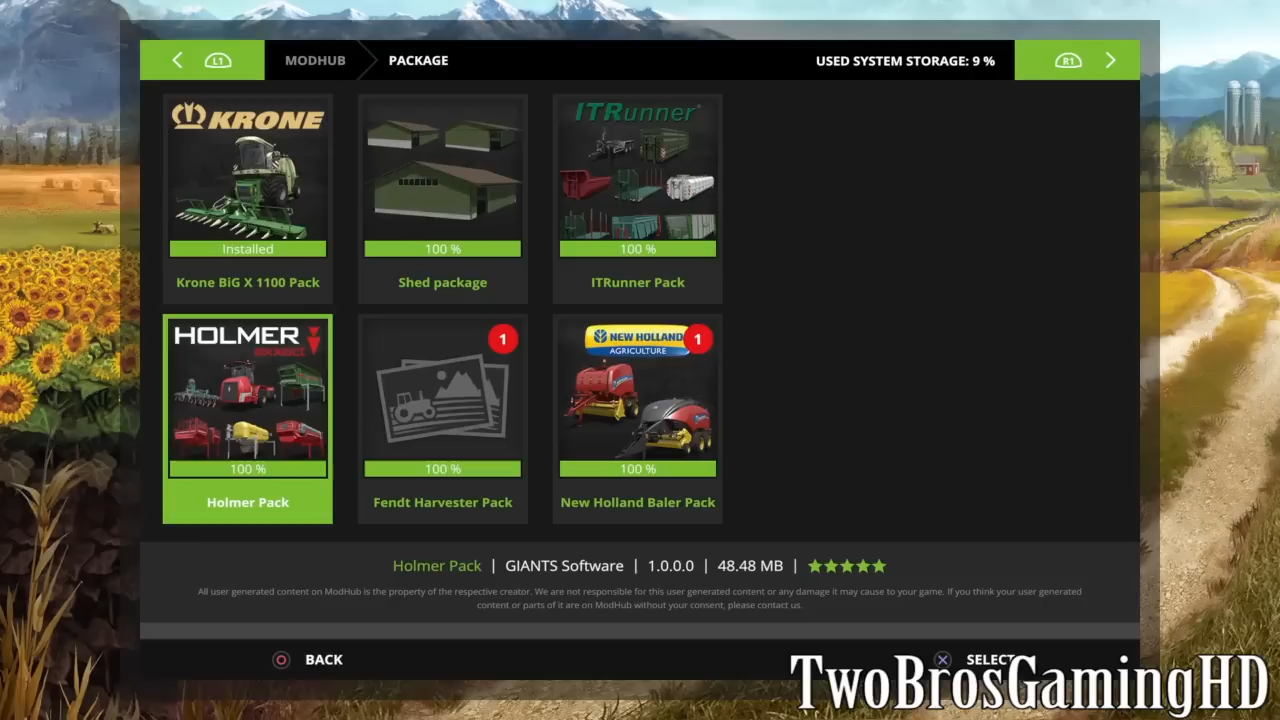 L1
MODHUB
PACKAGE
USED SYSTEM STORAGE: 9 %
R1
KRONE
Installed
Krone BiG X 1100 Pack
100 %
Shed package
ITRunner
100 %
ITRunner Pack
HOLMER
100 %
Holmer Pack
1
100 %
Fendt Harvester Pack
NEW HOLLAND
AGRICULTURE
1
100 %
New Holland Baler Pack
Holmer Pack | GIANTS Software | 1.0.0.0 | 48.48 MB |
All user generated content on ModHub is the property of the respective creator. We are not responsible for this user generated content or any damage it may cause to your game. If you think your user generated
content or parts of it are on ModHub without your consent, please contact us.
BACK
SELECT
TwoBrosGamingHD